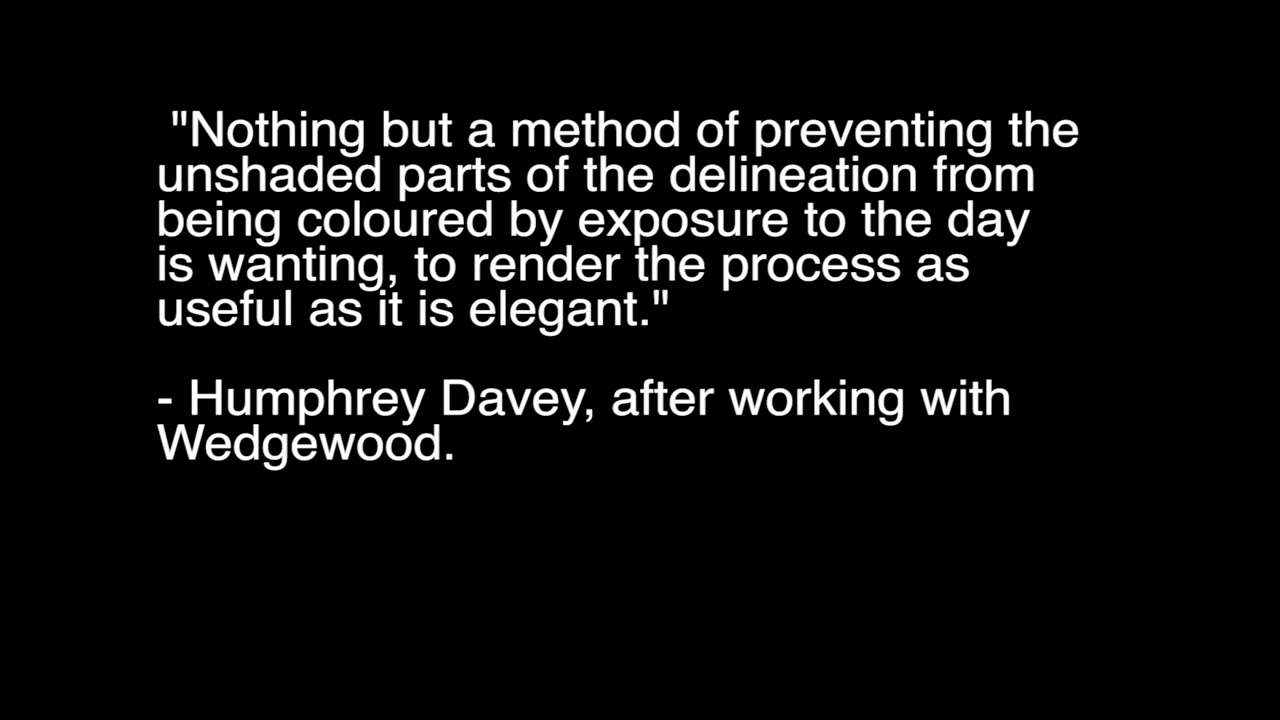 "Nothing but a method of preventing the
unshaded parts of the delineation from
being coloured by exposure to the day
is wanting, to render the process as
useful as it is elegant."
- Humphrey Davey, after working with
Wedgewood.